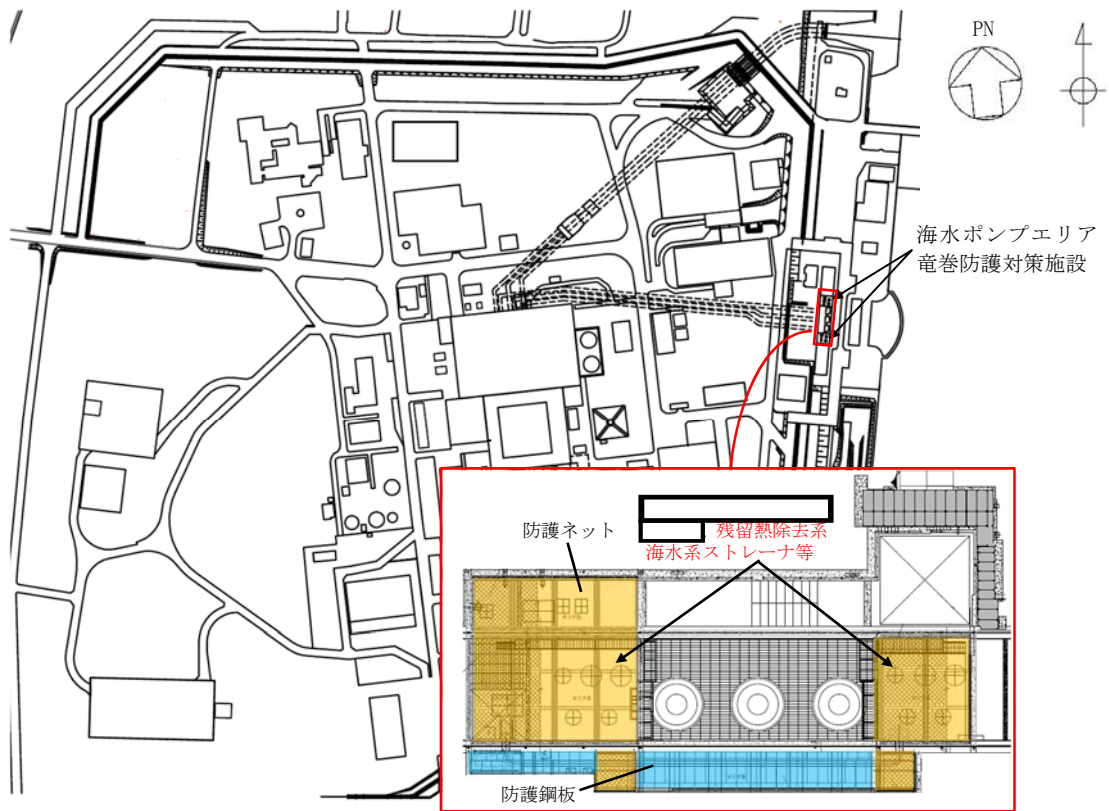 PN
海水ポンプエリア
竜巻防護対策施設
防護ネット
残留熱除去系
海水系ストレーナ等
防護鋼板